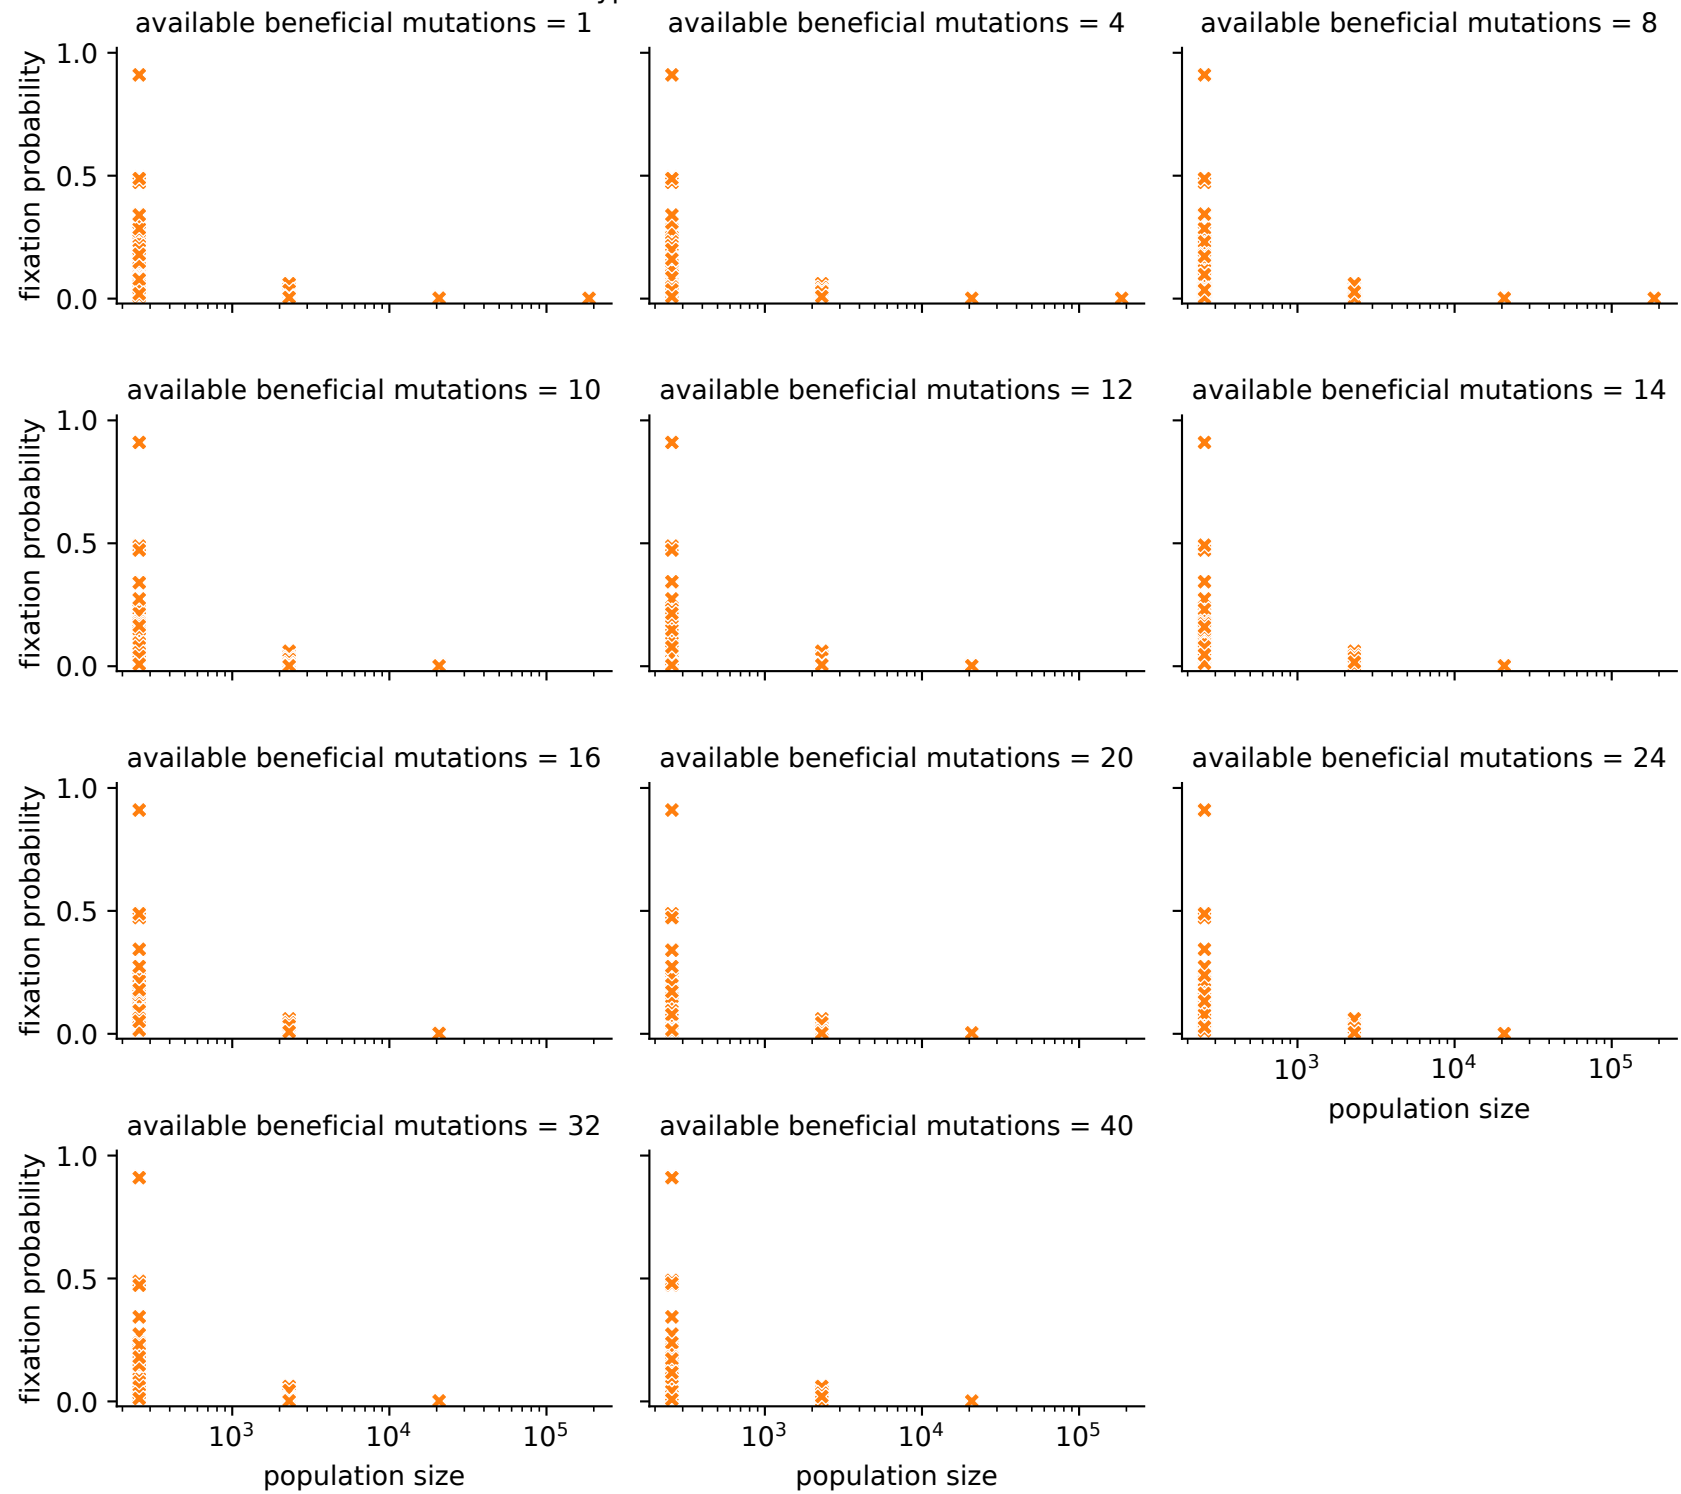 available beneficial mutations = 1
available beneficial mutations = 4
available beneficial mutations = 8
fixation probability
1.0
0.5
0.0
available beneficial mutations = 10
available beneficial mutations = 12
available beneficial mutations = 14
fixation probability
1.0
0.5
0.0
available beneficial mutations = 16
available beneficial mutations = 20
available beneficial mutations = 24
fixation probability
1.0
0.5
0.0
10³ 10⁴ 10⁵
population size
available beneficial mutations = 32
available beneficial mutations = 40
fixation probability
1.0
0.5
0.0
10³ 10⁴ 10⁵
population size
10³ 10⁴ 10⁵
population size